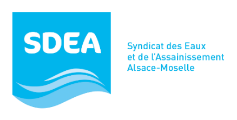 SDEA
Syndicat des Eaux
et de l'Assainissement
Alsace-Moselle